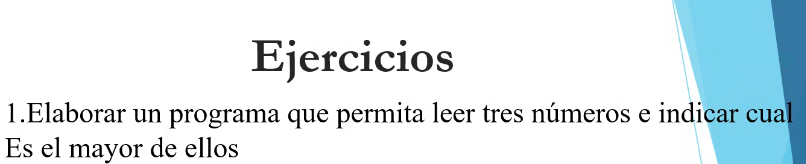 Ejercicios
1.Elaborar un programa que permita leer tres números e indicar cual
Es el mayor de ellos